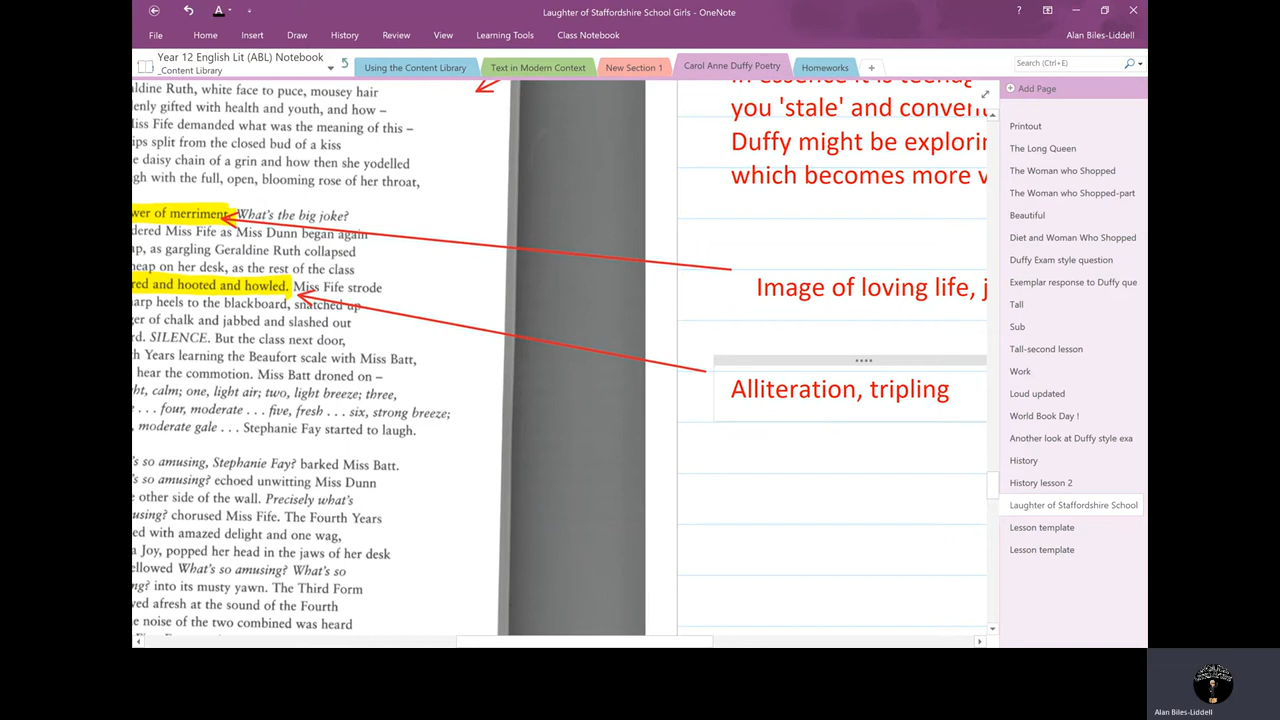 Laughter of Staffordshire School Girls - OneNote
Alan Biles-Liddell
File Home Insert Draw History Review View Learning Tools Class Notebook
Year 12 English Lit (ABL) Notebook
_Content Library
Using the Content Library
Text in Modern Context
New Section 1
Carol Anne Duffy Poetry
Homeworks
Search (Ctrl+E)
aldine Ruth, white face to puce, mousey hair
denly gifted with health and youth, and how –
Miss Fife demanded what was the meaning of this –
ips split from the closed bud of a kiss
e daisy chain of a grin and how then she yodelled
gh with the full, open, blooming rose of her throat,
wer of merriment. What's the big joke?
dered Miss Fife as Miss Dunn began again
ap, as gargling Geraldine Ruth collapsed
heap on her desk, as the rest of the class
red and hooted and howled. Miss Fife strode
harp heels to the blackboard, snatched up
ger of chalk and jabbed and slashed out
rd. SILENCE. But the class next door,
h Years learning the Beaufort scale with Miss Batt,
hear the commotion. Miss Batt droned on –
ht, calm; one, light air; two, light breeze; three,
e . . . four, moderate . . . five, fresh . . . six, strong breeze;
, moderate gale . . . Stephanie Fay started to laugh.
t's so amusing, Stephanie Fay? barked Miss Batt.
t's so amusing? echoed unwitting Miss Dunn
e other side of the wall. Precisely what's
using? chorused Miss Fife. The Fourth Years
ed with amazed delight and one wag,
a Joy, popped her head in the jaws of her desk
ellowed What's so amusing? What's so
ng? into its musty yawn. The Third Form
ved afresh at the sound of the Fourth
e noise of the two combined was heard
in essence it is teenag
you 'stale' and conven
Duffy might be explorin
which becomes more v
Image of loving life, j
Alliteration, tripling
Add Page
Printout
The Long Queen
The Woman who Shopped
The Woman who Shopped-part
Beautiful
Diet and Woman Who Shopped
Duffy Exam style question
Exemplar response to Duffy que
Tall
Sub
Tall-second lesson
Work
Loud updated
World Book Day !
Another look at Duffy style exa
History
History lesson 2
Laughter of Staffordshire School
Lesson template
Lesson template
Alan Biles-Liddell